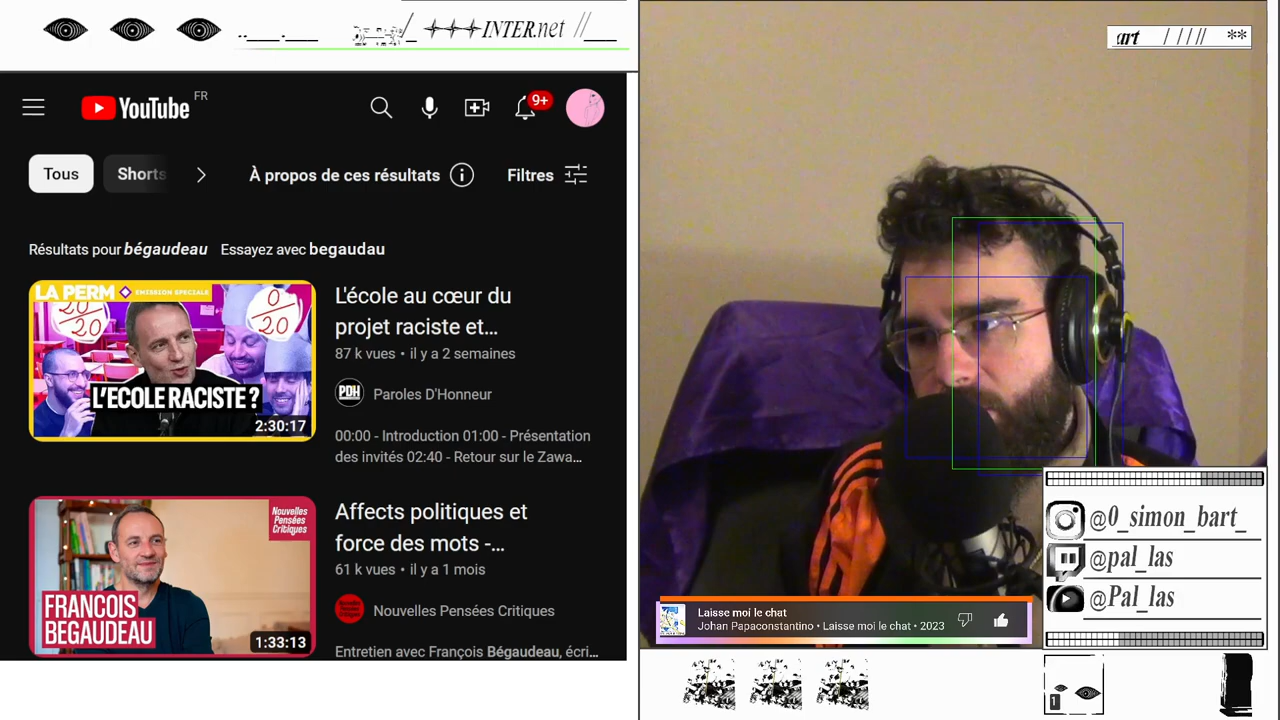 ✦✦✦INTER.net //___
art / / / // **
YouTube FR
9+
Tous
Shorts
À propos de ces résultats
Filtres
Résultats pour bégaudeau Essayez avec begaudau
LA PERM ÉMISSION SPECIALE
20/20
0/20
L'ECOLE RACISTE ?
2:30:17
L'école au cœur du
projet raciste et...
87 k vues • il y a 2 semaines
PDH
Paroles D'Honneur
00:00 - Introduction 01:00 - Présentation
des invités 02:40 - Retour sur le Zawa...
Nouvelles
Pensées
Critiques
FRANCOIS
BEGAUDEAU
1:33:13
Affects politiques et
force des mots -...
61 k vues • il y a 1 mois
Nouvelles Pensées Critiques
Entretien avec François Bégaudeau, écri...
@0_simon_bart_
@pal_las
@Pal_las
Laisse moi le chat
Johan Papaconstantino • Laisse moi le chat • 2023
1